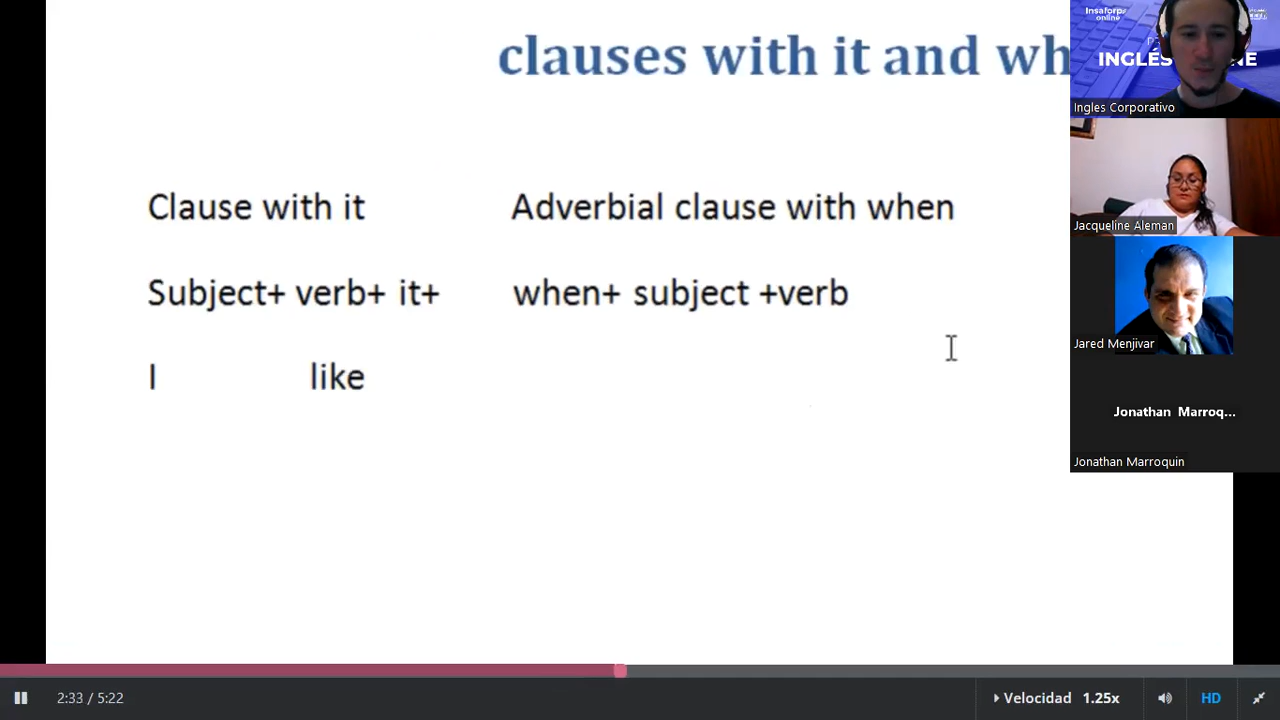 clauses with it and wh
Clause with it
Adverbial clause with when
Subject+ verb+ it+
when+ subject +verb
I like
Insaforp
online
INGLÉS
NE
Ingles Corporativo
Jacqueline Aleman
Jared Menjivar
Jonathan Marroq...
Jonathan Marroquin
2:33 / 5:22
Velocidad 1.25x
HD